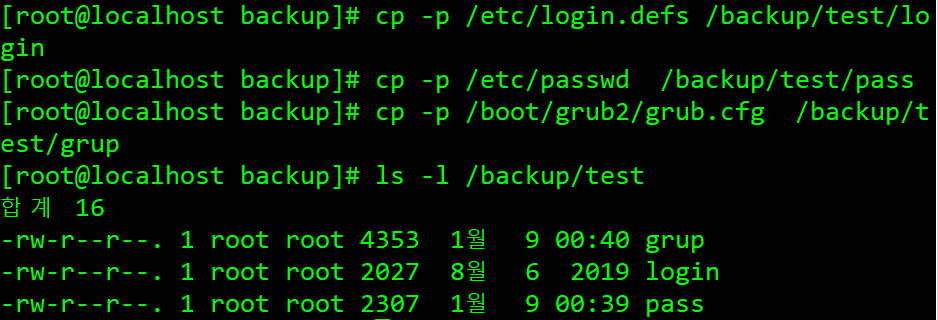 [root@localhost backup]# cp -p /etc/login.defs /backup/test/lo
gin
[root@localhost backup]# cp -p /etc/passwd  /backup/test/pass
[root@localhost backup]# cp -p /boot/grub2/grub.cfg  /backup/t
est/grup
[root@localhost backup]# ls -l /backup/test
합계  16
-rw-r--r--. 1 root root 4353  1월   9 00:40 grup
-rw-r--r--. 1 root root 2027  8월   6  2019 login
-rw-r--r--. 1 root root 2307  1월   9 00:39 pass